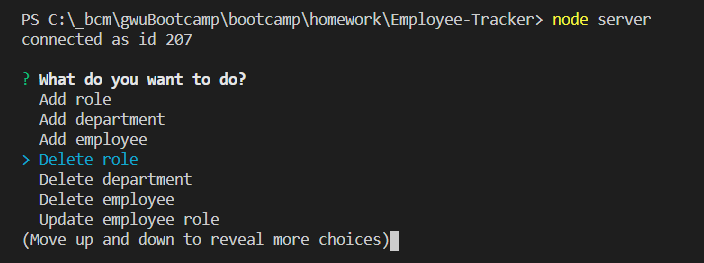 PS C:\_bcm\gwuBootcamp\bootcamp\homework\Employee-Tracker> node server
connected as id 207
? What do you want to do?
Add role
Add department
Add employee
> Delete role
Delete department
Delete employee
Update employee role
(Move up and down to reveal more choices)